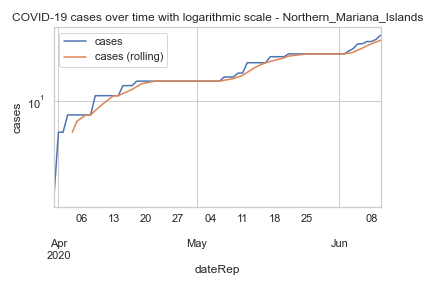 COVID-19 cases over time with logarithmic scale - Northern_Mariana_Islands
cases
cases (rolling)
cases
10¹
06 13 20 27 04 11 18 25 08
Apr May Jun
2020
dateRep